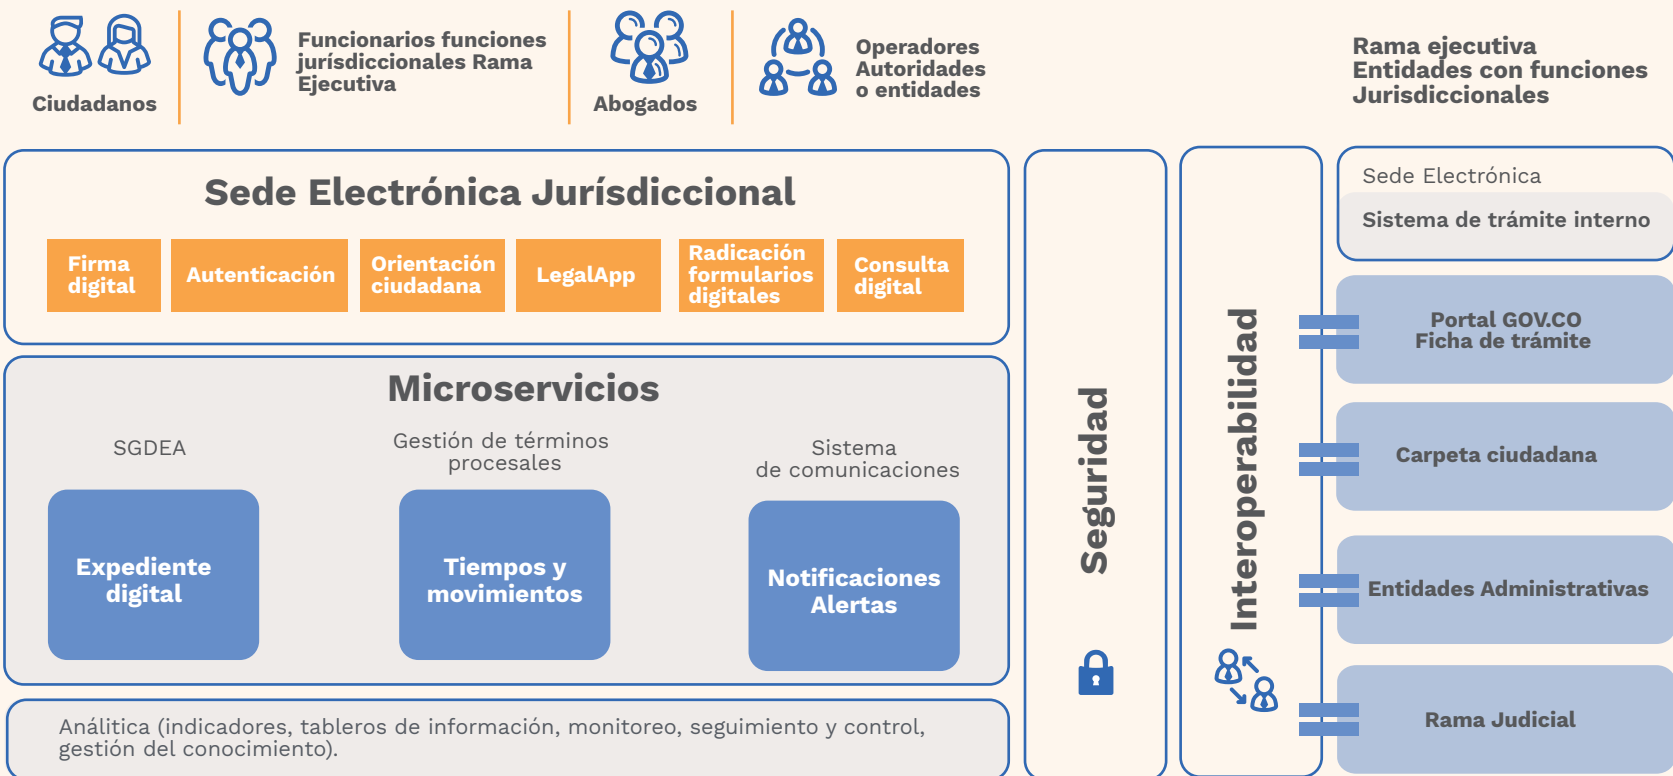 Ciudadanos
Funcionarios funciones
jurísdiccionales Rama
Ejecutiva
Abogados
Operadores
Autoridades
o entidades
Rama ejecutiva
Entidades con funciones
Jurisdiccionales
Sede Electrónica Jurísdiccional
Firma
digital
Autenticación
Orientación
ciudadana
LegalApp
Radicación
formularios
digitales
Consulta
digital
Microservicios
SGDEA
Gestión de términos
procesales
Sistema
de comunicaciones
Expediente
digital
Tiempos y
movimientos
Notificaciones
Alertas
Análitica (indicadores, tableros de información, monitoreo, seguimiento y control,
gestión del conocimiento).
Seguridad
Interoperabilidad
Sede Electrónica
Sistema de trámite interno
Portal GOV.CO
Ficha de trámite
Carpeta ciudadana
Entidades Administrativas
Rama Judicial